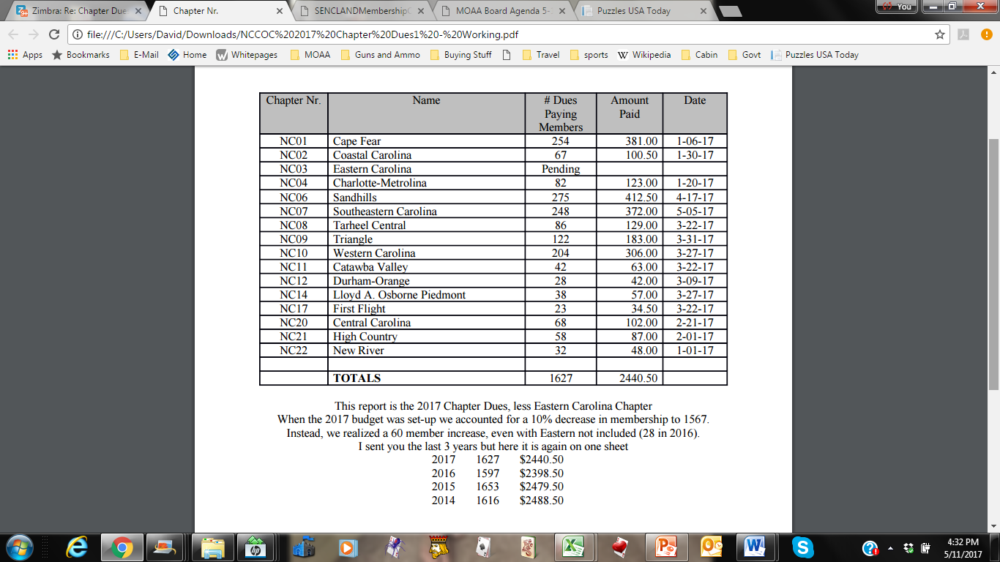 Zimbra: Re: Chapter Due
Chapter Nr.
SENCLANDMembershipC
MOAA Board Agenda 5-
Puzzles USA Today
You
file:///C:/Users/David/Downloads/NCCOC%202017%20Chapter%20Dues1%20-%20Working.pdf
Apps Bookmarks E-Mail Home Whitepages MOAA Guns and Ammo Buying Stuff Travel sports Wikipedia Cabin Govt Puzzles USA Today
Chapter Nr. Name # Dues Paying Members Amount Paid Date
NC01 Cape Fear 254 381.00 1-06-17
NC02 Coastal Carolina 67 100.50 1-30-17
NC03 Eastern Carolina Pending
NC04 Charlotte-Metrolina 82 123.00 1-20-17
NC06 Sandhills 275 412.50 4-17-17
NC07 Southeastern Carolina 248 372.00 5-05-17
NC08 Tarheel Central 86 129.00 3-22-17
NC09 Triangle 122 183.00 3-31-17
NC10 Western Carolina 204 306.00 3-27-17
NC11 Catawba Valley 42 63.00 3-22-17
NC12 Durham-Orange 28 42.00 3-09-17
NC14 Lloyd A. Osborne Piedmont 38 57.00 3-27-17
NC17 First Flight 23 34.50 3-22-17
NC20 Central Carolina 68 102.00 2-21-17
NC21 High Country 58 87.00 2-01-17
NC22 New River 32 48.00 1-01-17
TOTALS 1627 2440.50
This report is the 2017 Chapter Dues, less Eastern Carolina Chapter
When the 2017 budget was set-up we accounted for a 10% decrease in membership to 1567.
Instead, we realized a 60 member increase, even with Eastern not included (28 in 2016).
I sent you the last 3 years but here it is again on one sheet
2017 1627 $2440.50
2016 1597 $2398.50
2015 1653 $2479.50
2014 1616 $2488.50
4:32 PM
5/11/2017